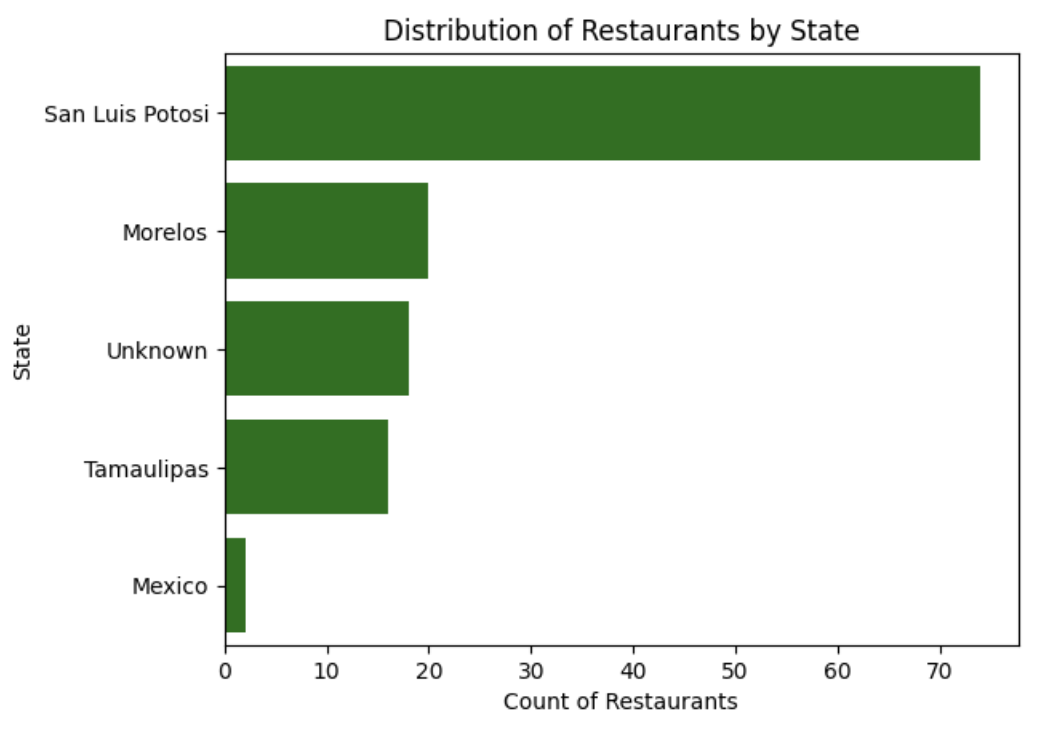 Distribution of Restaurants by State
San Luis Potosi
Morelos
Unknown
Tamaulipas
Mexico
State
0 10 20 30 40 50 60 70
Count of Restaurants